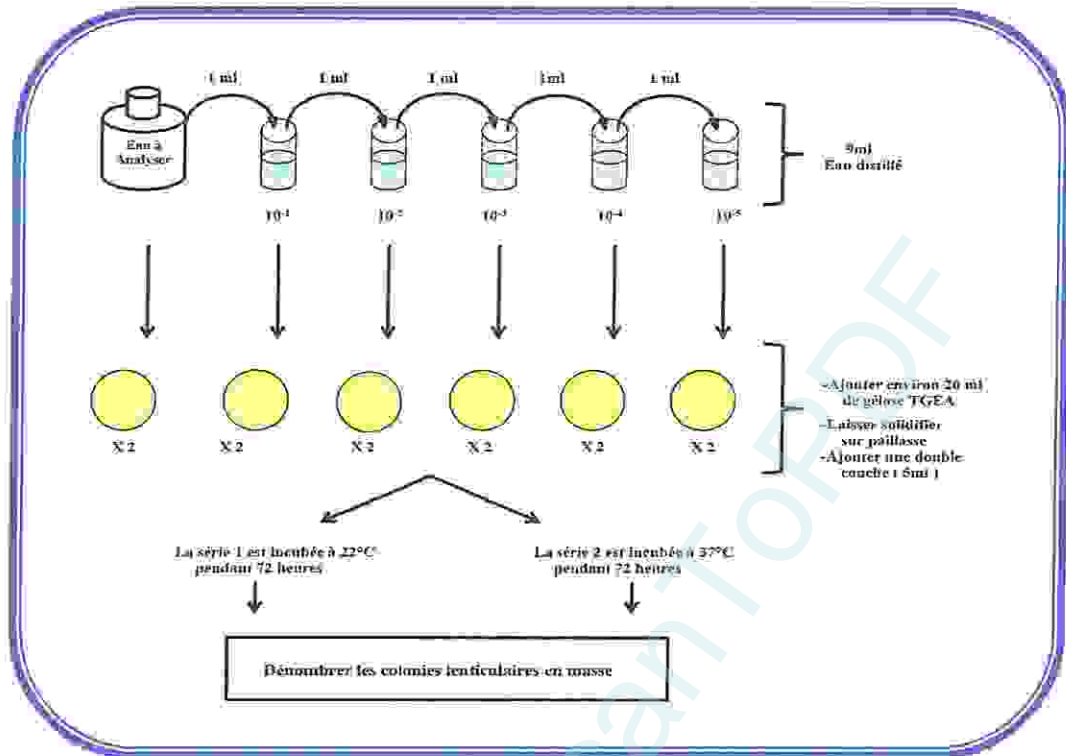 1 ml 1 ml 1 ml 1ml 1 ml
Eau à
Analyser
9ml
Eau distillé
10-1 10-2 10-3 10-4 10-5
-Ajouter environ 20 ml
de gélose TGEA
-Laisser solidifier
sur paillasse
-Ajouter une double
couche ( 5ml )
X 2 X 2 X 2 X 2 X 2 X 2
La série 1 est incubée à 22°C
pendant 72 heures
La série 2 est incubée à 37°C
pendant 72 heures
Dénombrer les colonies lenticulaires en masse
anToPDF